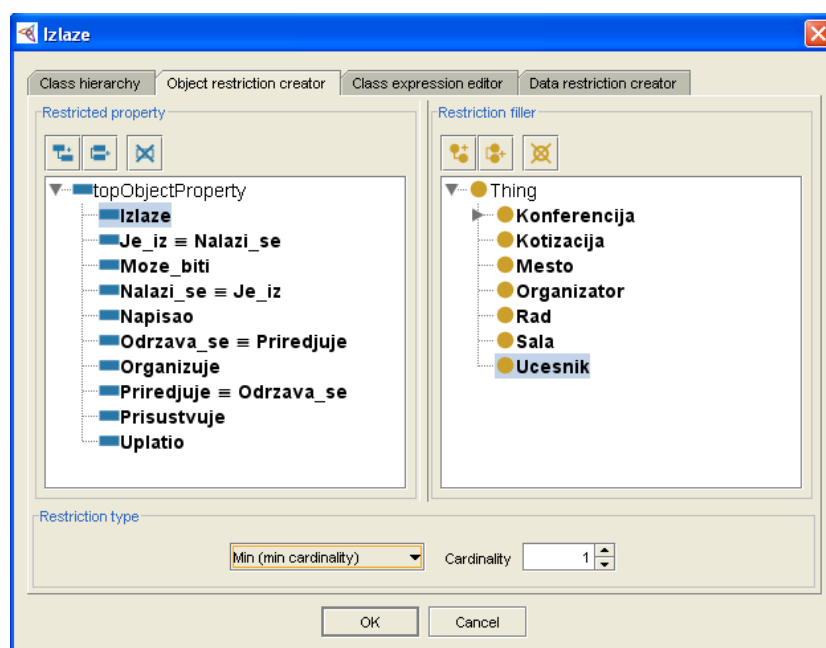 Izlaze
Class hierarchy
Object restriction creator
Class expression editor
Data restriction creator
Restricted property
topObjectProperty
Izlaze
Je_iz ≡ Nalazi_se
Moze_biti
Nalazi_se ≡ Je_iz
Napisao
Odrzava_se ≡ Priredjuje
Organizuje
Priredjuje ≡ Odrzava_se
Prisustvuje
Uplatio
Restriction filler
Thing
Konferencija
Kotizacija
Mesto
Organizator
Rad
Sala
Ucesnik
Restriction type
Min (min cardinality)
Cardinality
1
OK
Cancel